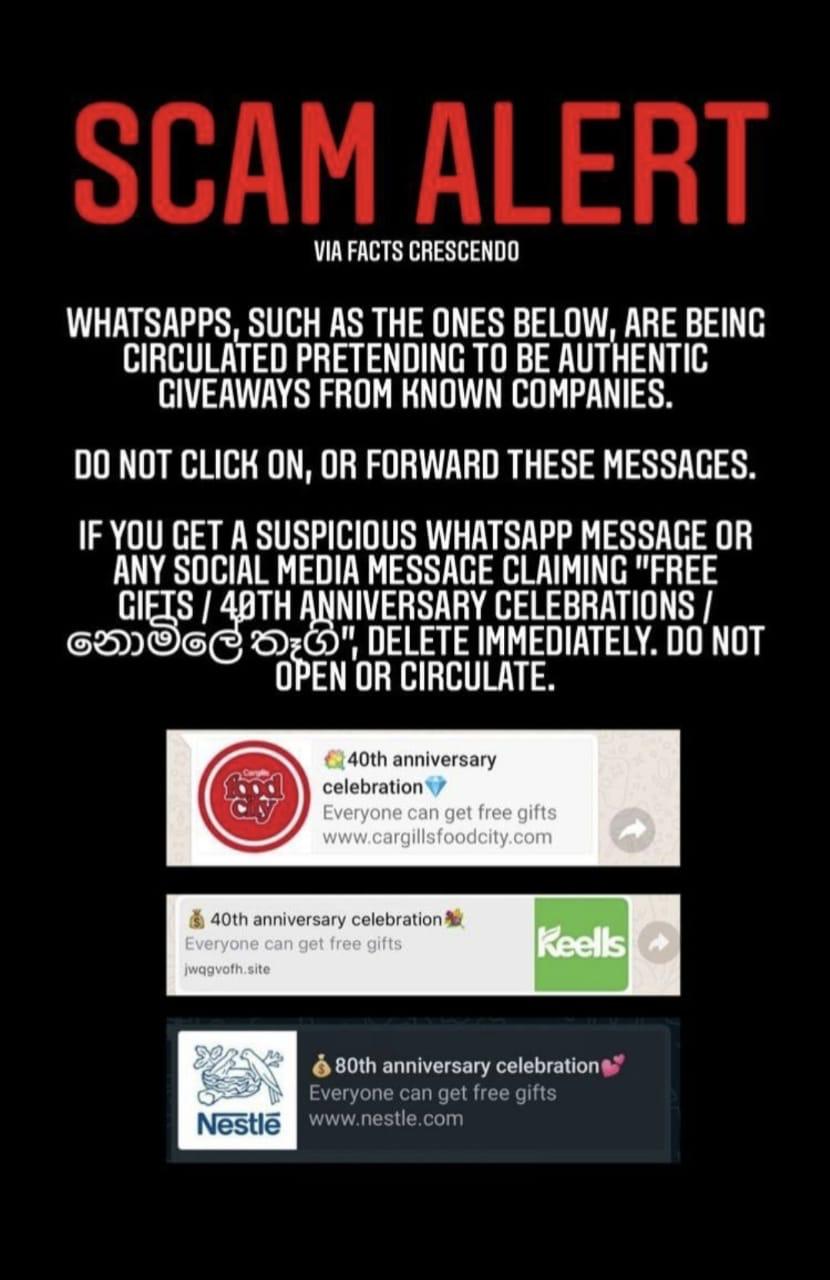 SCAM ALERT
VIA FACTS CRESCENDO
WHATSAPPS, SUCH AS THE ONES BELOW, ARE BEING
CIRCULATED PRETENDING TO BE AUTHENTIC
GIVEAWAYS FROM KNOWN COMPANIES.
DO NOT CLICK ON, OR FORWARD THESE MESSAGES.
IF YOU GET A SUSPICIOUS WHATSAPP MESSAGE OR
ANY SOCIAL MEDIA MESSAGE CLAIMING "FREE
GIFTS / 40TH ANNIVERSARY CELEBRATIONS /
නොමිලේ තෑගි", DELETE IMMEDIATELY. DO NOT
OPEN OR CIRCULATE.
Cargills
food
city
💐40th anniversary
celebration💎
Everyone can get free gifts
www.cargillsfoodcity.com
💰 40th anniversary celebration💐
Everyone can get free gifts
jwqgvofh.site
Keells
Nestlé
💰80th anniversary celebration💕
Everyone can get free gifts
www.nestle.com